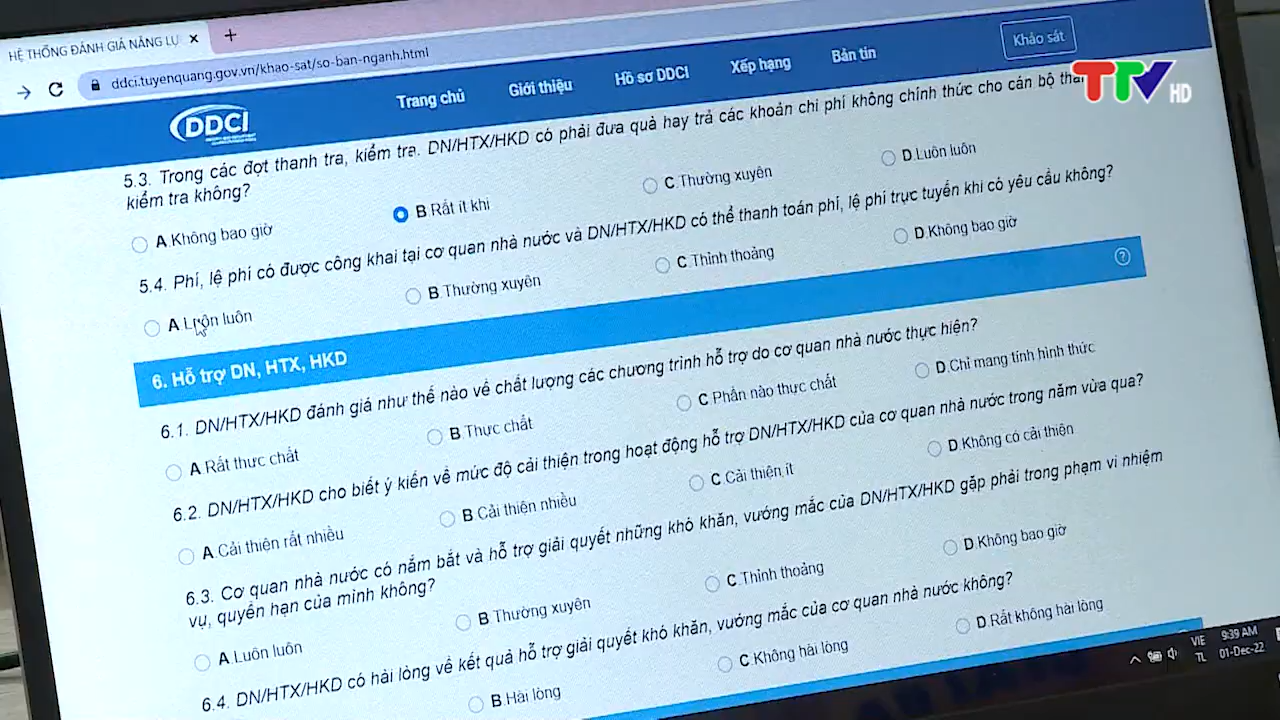 HỆ THỐNG ĐÁNH GIÁ NĂNG LỰ
ddci.tuyenquang.gov.vn/khao-sat/so-ban-nganh.html
DDCI
Trang chủ
Giới thiệu
Hồ sơ DDCI
Xếp hạng
Bản tin
Khảo sát
TTV HD
5.3. Trong các đợt thanh tra, kiểm tra. DN/HTX/HKD có phải đưa quà hay trả các khoản chi phí không chính thức cho cán bộ
kiểm tra không?
A.Không bao giờ
B.Rất ít khi
C.Thường xuyên
D.Luôn luôn
5.4. Phí, lệ phí có được công khai tại cơ quan nhà nước và DN/HTX/HKD có thể thanh toán phí, lệ phí trực tuyến khi có yêu cầu không?
A.Luôn luôn
B.Thường xuyên
C.Thỉnh thoảng
D.Không bao giờ
6. Hỗ trợ DN, HTX, HKD
?
6.1. DN/HTX/HKD đánh giá như thế nào về chất lượng các chương trình hỗ trợ do cơ quan nhà nước thực hiện?
A.Rất thực chất
B.Thực chất
C.Phần nào thực chất
D.Chỉ mang tính hình thức
6.2. DN/HTX/HKD cho biết ý kiến về mức độ cải thiện trong hoạt động hỗ trợ DN/HTX/HKD của cơ quan nhà nước trong năm vừa qua?
A.Cải thiện rất nhiều
B.Cải thiện nhiều
C.Cải thiện ít
D.Không có cải thiện
6.3. Cơ quan nhà nước có nắm bắt và hỗ trợ giải quyết những khó khăn, vướng mắc của DN/HTX/HKD gặp phải trong phạm vi nhiệm
vụ, quyền hạn của mình không?
A.Luôn luôn
B.Thường xuyên
C.Thỉnh thoảng
D.Không bao giờ
6.4. DN/HTX/HKD có hài lòng về kết quả hỗ trợ giải quyết khó khăn, vướng mắc của cơ quan nhà nước không?
B.Hài lòng
C.Không hài lòng
D.Rất không hài lòng
VIE
TL
9:39 AM
01-Dec-22